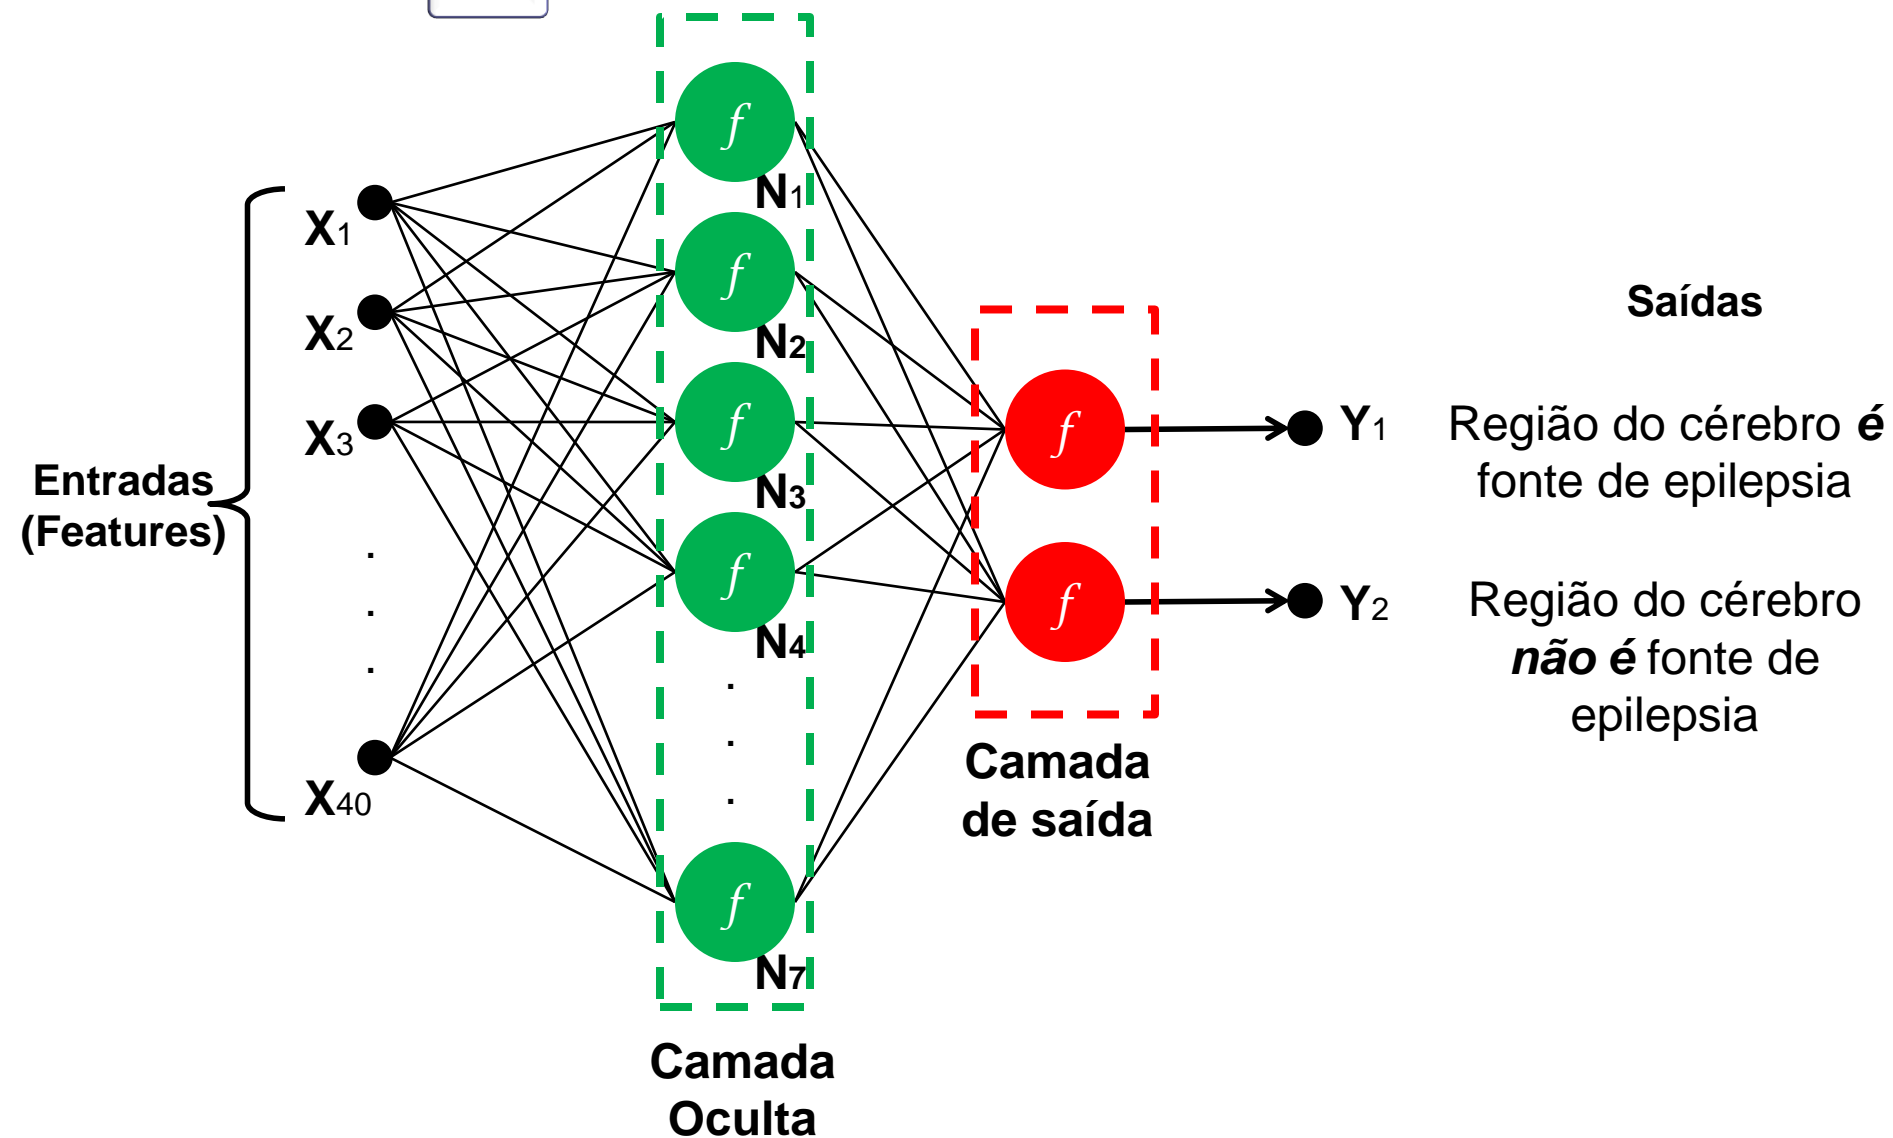 f
N1
X1
f
N2
X2
f
N3
X3
f
N4
.
.
.
Entradas
(Features)
.
.
.
X40
f
N7
Camada
Oculta
f
f
Camada
de saída
Saídas
Y1
Região do cérebro é
fonte de epilepsia
Y2
Região do cérebro
não é fonte de
epilepsia